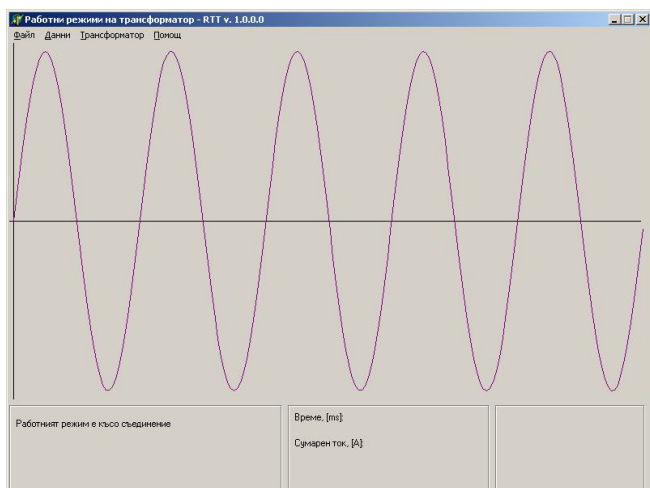 Работни режими на трансформатор - RTT v. 1.0.0.0
Файл Данни Трансформатор Помощ
Работният режим е късо съединение
Време, [ms]:
Сумарен ток, [A]: